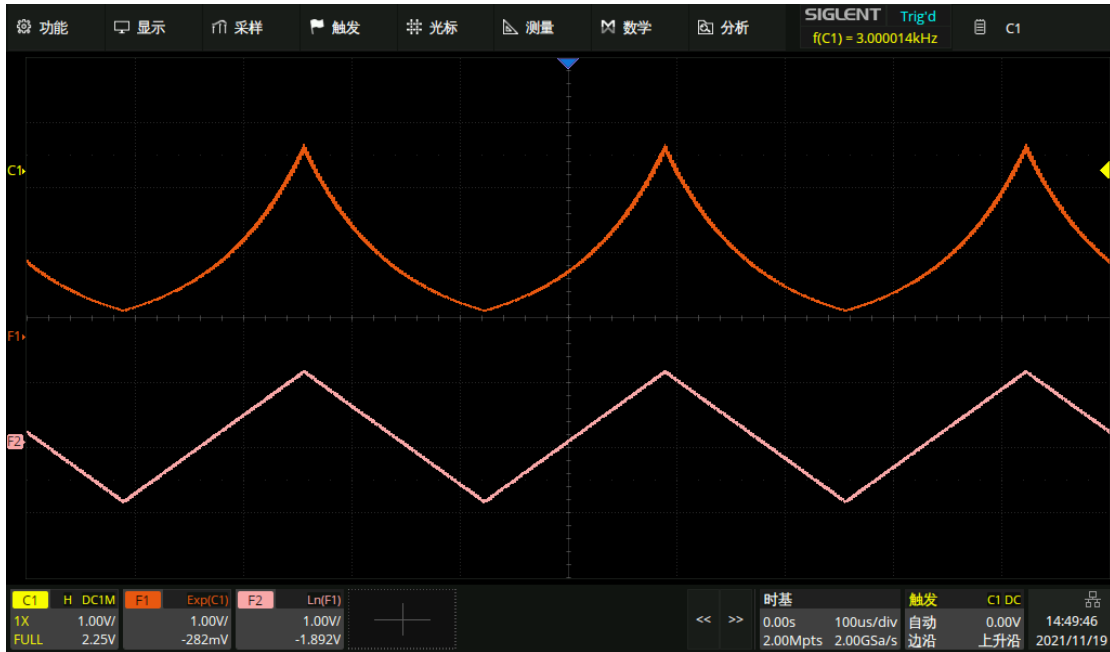 功能 显示 采样 触发 光标 测量 数学 分析 SIGLENT Trig'd C1
f(C1) = 3.000014kHz
C1
F1
F2
C1 H DC1M F1 Exp(C1) F2 Ln(F1) 时基 触发 C1 DC
1X 1.00V/ 1.00V/ 1.00V/ << >> 0.00s 100us/div 自动 0.00V 14:49:46
FULL 2.25V -282mV -1.892V 2.00Mpts 2.00GSa/s 边沿 上升沿 2021/11/19